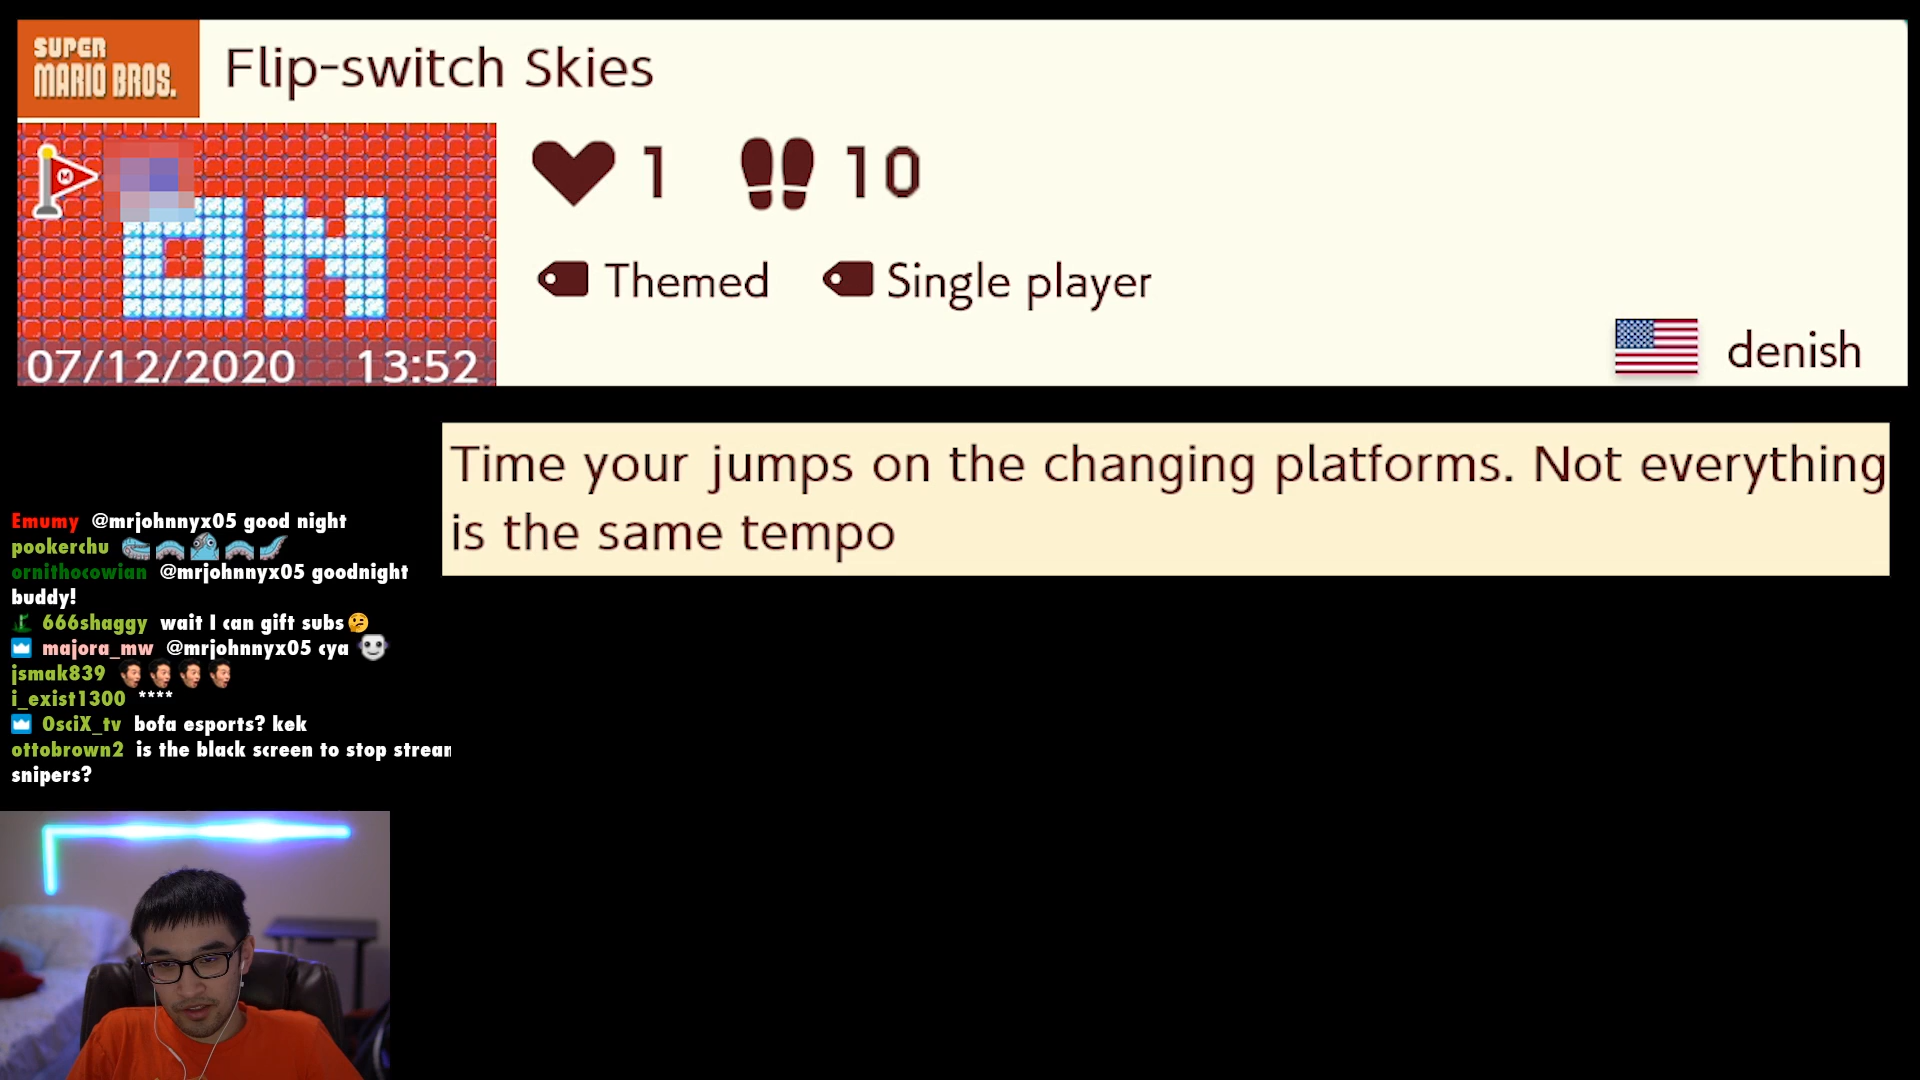 SUPER
MARIO BROS.
Flip-switch Skies
M
1
10
ON
Themed
Single player
07/12/2020
13:52
denish
Time your jumps on the changing platforms. Not everything
is the same tempo
Emumy @mrjohnnyx05 good night
pookerchu
ornithocowian @mrjohnnyx05 goodnight
buddy!
666shaggy wait I can gift subs
majora_mw @mrjohnnyx05 cya
jsmak839
i_exist1300 ****
OsciX_tv bofa esports? kek
ottobrown2 is the black screen to stop
snipers?